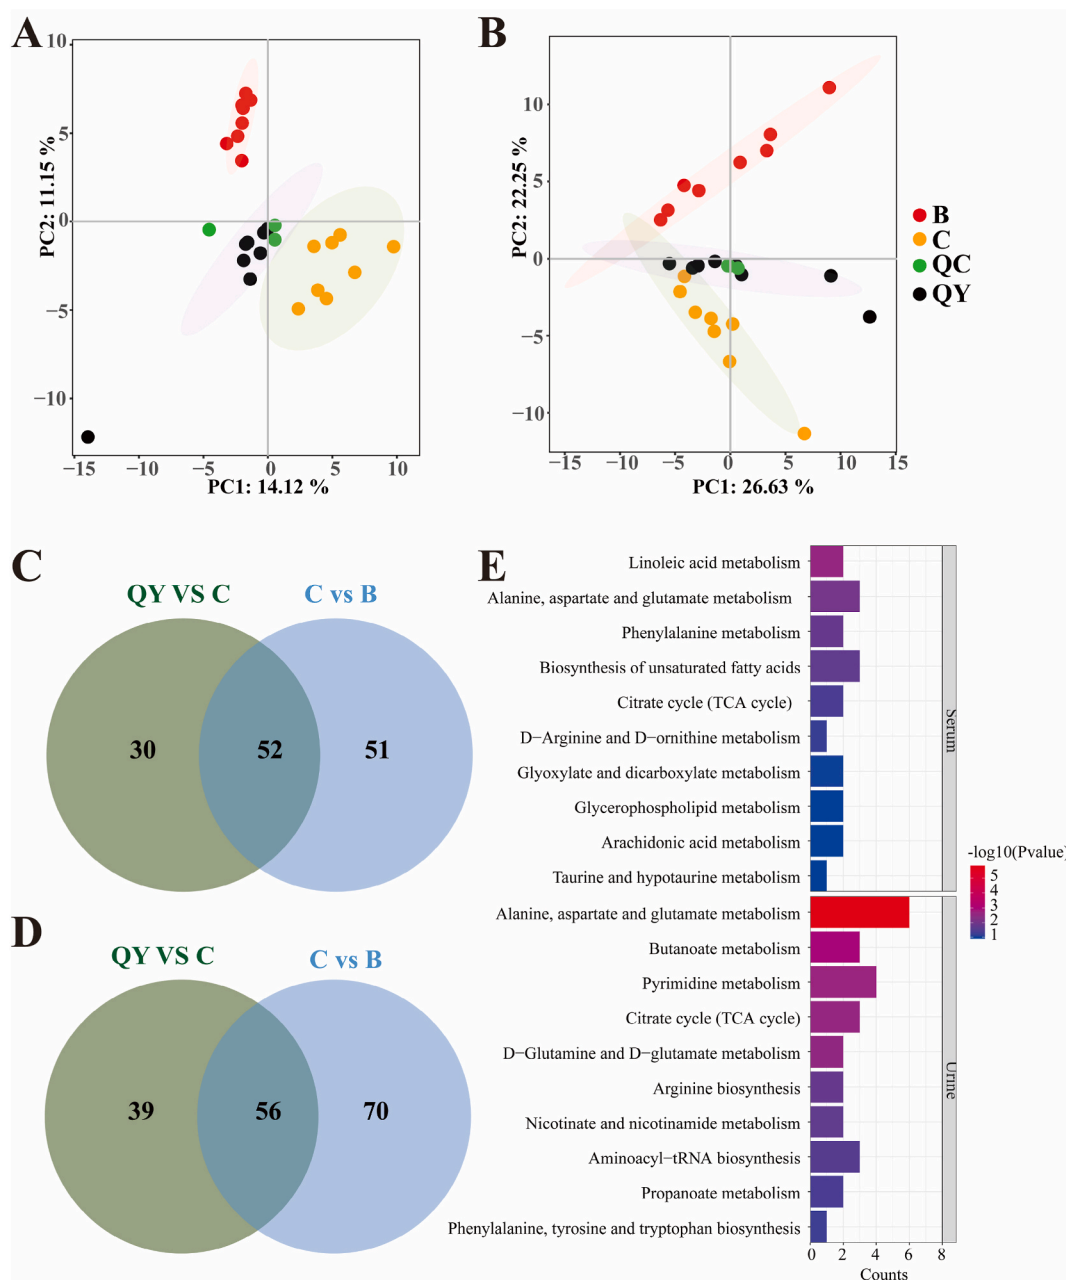 A
B
10
5
0
−5
−10
−15
−10
−5
0
5
10
PC2: 11.15 %
PC1: 14.12 %
10
5
0
−5
−10
−15
−10
−5
0
5
10
15
PC2: 22.25 %
PC1: 26.63 %
B
C
QC
QY
C
QY VS C
C vs B
30
52
51
D
QY VS C
C vs B
39
56
70
E
Linoleic acid metabolism
Alanine, aspartate and glutamate metabolism
Phenylalanine metabolism
Biosynthesis of unsaturated fatty acids
Citrate cycle (TCA cycle)
D−Arginine and D−ornithine metabolism
Glyoxylate and dicarboxylate metabolism
Glycerophospholipid metabolism
Arachidonic acid metabolism
Taurine and hypotaurine metabolism
Serum
Alanine, aspartate and glutamate metabolism
Butanoate metabolism
Pyrimidine metabolism
Citrate cycle (TCA cycle)
D−Glutamine and D−glutamate metabolism
Arginine biosynthesis
Nicotinate and nicotinamide metabolism
Aminoacyl−tRNA biosynthesis
Propanoate metabolism
Phenylalanine, tyrosine and tryptophan biosynthesis
Urine
0 2 4 6 8
Counts
-log10(Pvalue)
5
4
3
2
1